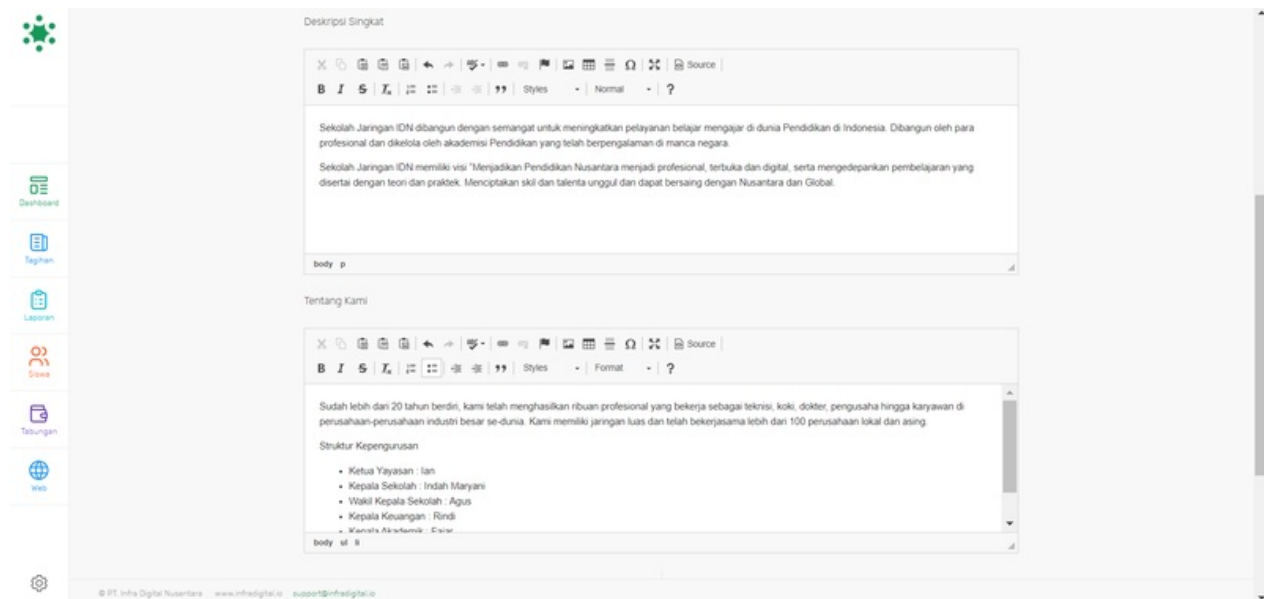 Deskripsi Singkat
Source
B I S Tx Styles Normal ?
Sekolah Jaringan IDN dibangun dengan semangat untuk meningkatkan pelayanan belajar mengajar di dunia Pendidikan di Indonesia. Dibangun oleh para
profesional dan dikelola oleh akademisi Pendidikan yang telah berpengalaman di manca negara.
Sekolah Jaringan IDN memiliki visi "Menjadikan Pendidikan Nusantara menjadi profesional, terbuka dan digital, serta mengedepankan pembelajaran yang
disertai dengan teori dan praktek. Menciptakan skil dan talenta unggul dan dapat bersaing dengan Nusantara dan Global.
body p
Tentang Kami
Source
B I S Tx Styles Format ?
Sudah lebih dari 20 tahun berdiri, kami telah menghasilkan ribuan profesional yang bekerja sebagai teknisi, koki, dokter, pengusaha hingga karyawan di
perusahaan-perusahaan industri besar se-dunia. Kami memiliki jaringan luas dan telah bekerjasama lebih dari 100 perusahaan lokal dan asing.
Struktur Kepengurusan
• Ketua Yayasan : Ian
• Kepala Sekolah : Indah Maryani
• Wakil Kepala Sekolah : Agus
• Kepala Keuangan : Rindi
• Kepala Akademik : Fajar
body ul li
Dashboard
Tagihan
Laporan
Siswa
Tabungan
Web
© PT. Infra Digital Nusantara www.infradigital.io support@infradigital.io